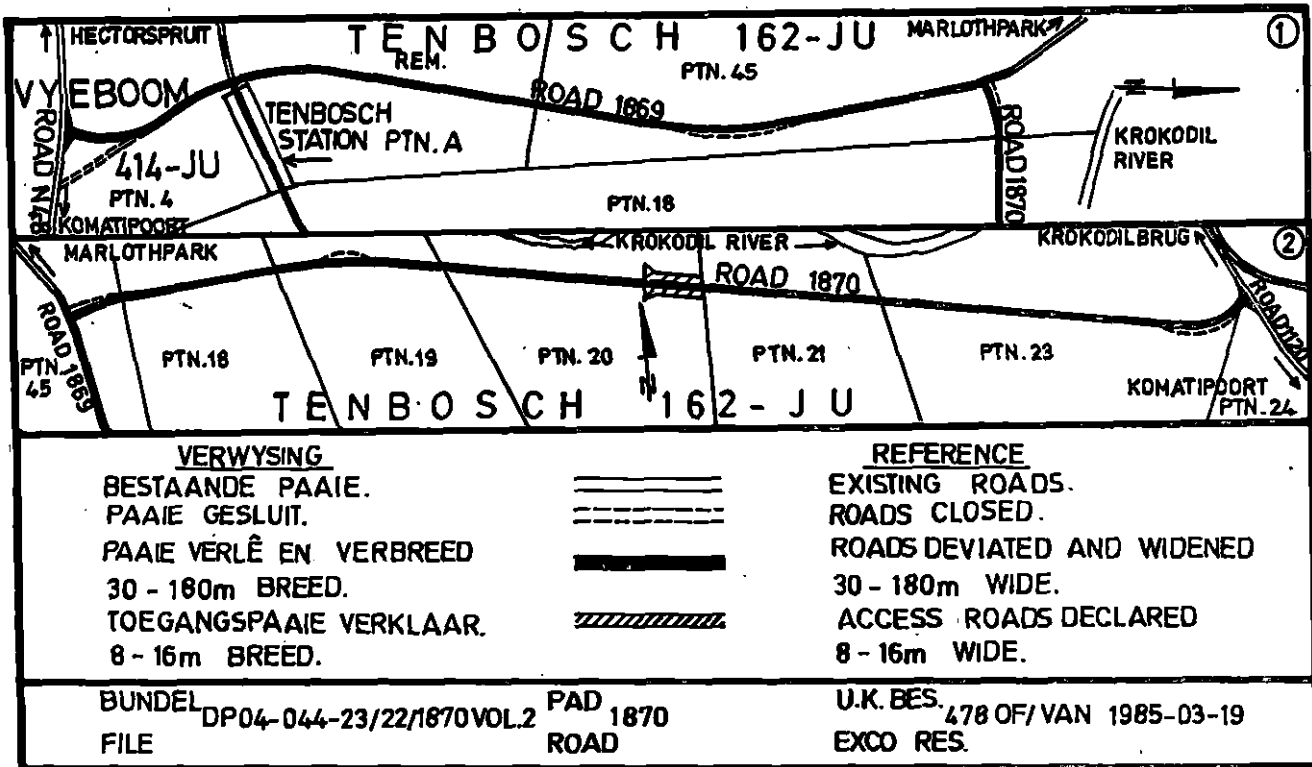 HECTORSPRUIT
TENBOSCH 162-JU
MARLOTHPARK
①
REM.
PTN. 45
VYEBOOM
ROAD 1869
N
TENBOSCH
STATION PTN. A
ROAD N4-8
414-JU
PTN. 4
KOMATIPOORT
PTN.18
ROAD 1870
KROKODIL
RIVER
MARLOTHPARK
KROKODIL RIVER
KROKODILBRUG
②
ROAD 1870
ROAD 1869
PTN.
45
PTN.18
PTN.19
PTN. 20
PTN. 21
PTN. 23
N
KOMATIPOORT
PTN. 24
TENBOSCH 162-JU
VERWYSING
REFERENCE
BESTAANDE PAAIE.
EXISTING ROADS.
PAAIE GESLUIT.
ROADS CLOSED.
PAAIE VERLÊ EN VERBREED
ROADS DEVIATED AND WIDENED
30 - 180m BREED.
30 - 180m WIDE.
TOEGANGSPAAIE VERKLAAR.
ACCESS ROADS DECLARED
8 - 16m BREED.
8 - 16m WIDE.
BUNDEL
DP04-044-23/22/1870 VOL.2
PAD
1870
U.K. BES.
478 OF/VAN 1985-03-19
FILE
ROAD
EXCO RES.